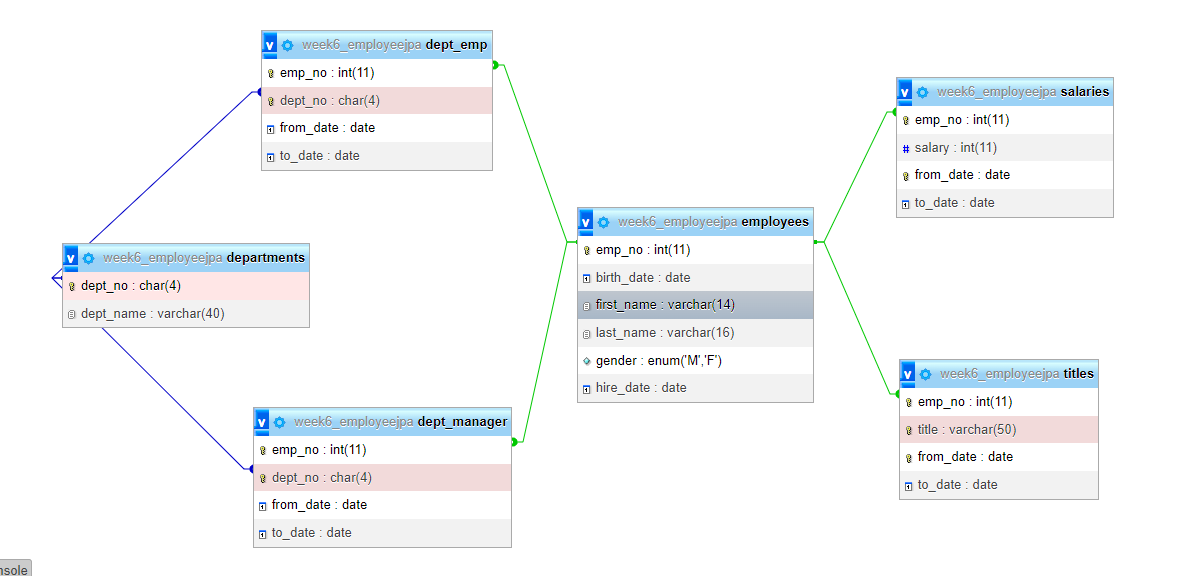 v week6_employeejpa dept_emp
emp_no : int(11)
dept_no : char(4)
from_date : date
to_date : date
v week6_employeejpa salaries
emp_no : int(11)
# salary : int(11)
from_date : date
to_date : date
v week6_employeejpa employees
emp_no : int(11)
birth_date : date
first_name : varchar(14)
last_name : varchar(16)
gender : enum('M','F')
hire_date : date
v week6_employeejpa departments
dept_no : char(4)
dept_name : varchar(40)
v week6_employeejpa titles
emp_no : int(11)
title : varchar(50)
from_date : date
to_date : date
v week6_employeejpa dept_manager
emp_no : int(11)
dept_no : char(4)
from_date : date
to_date : date
nsole